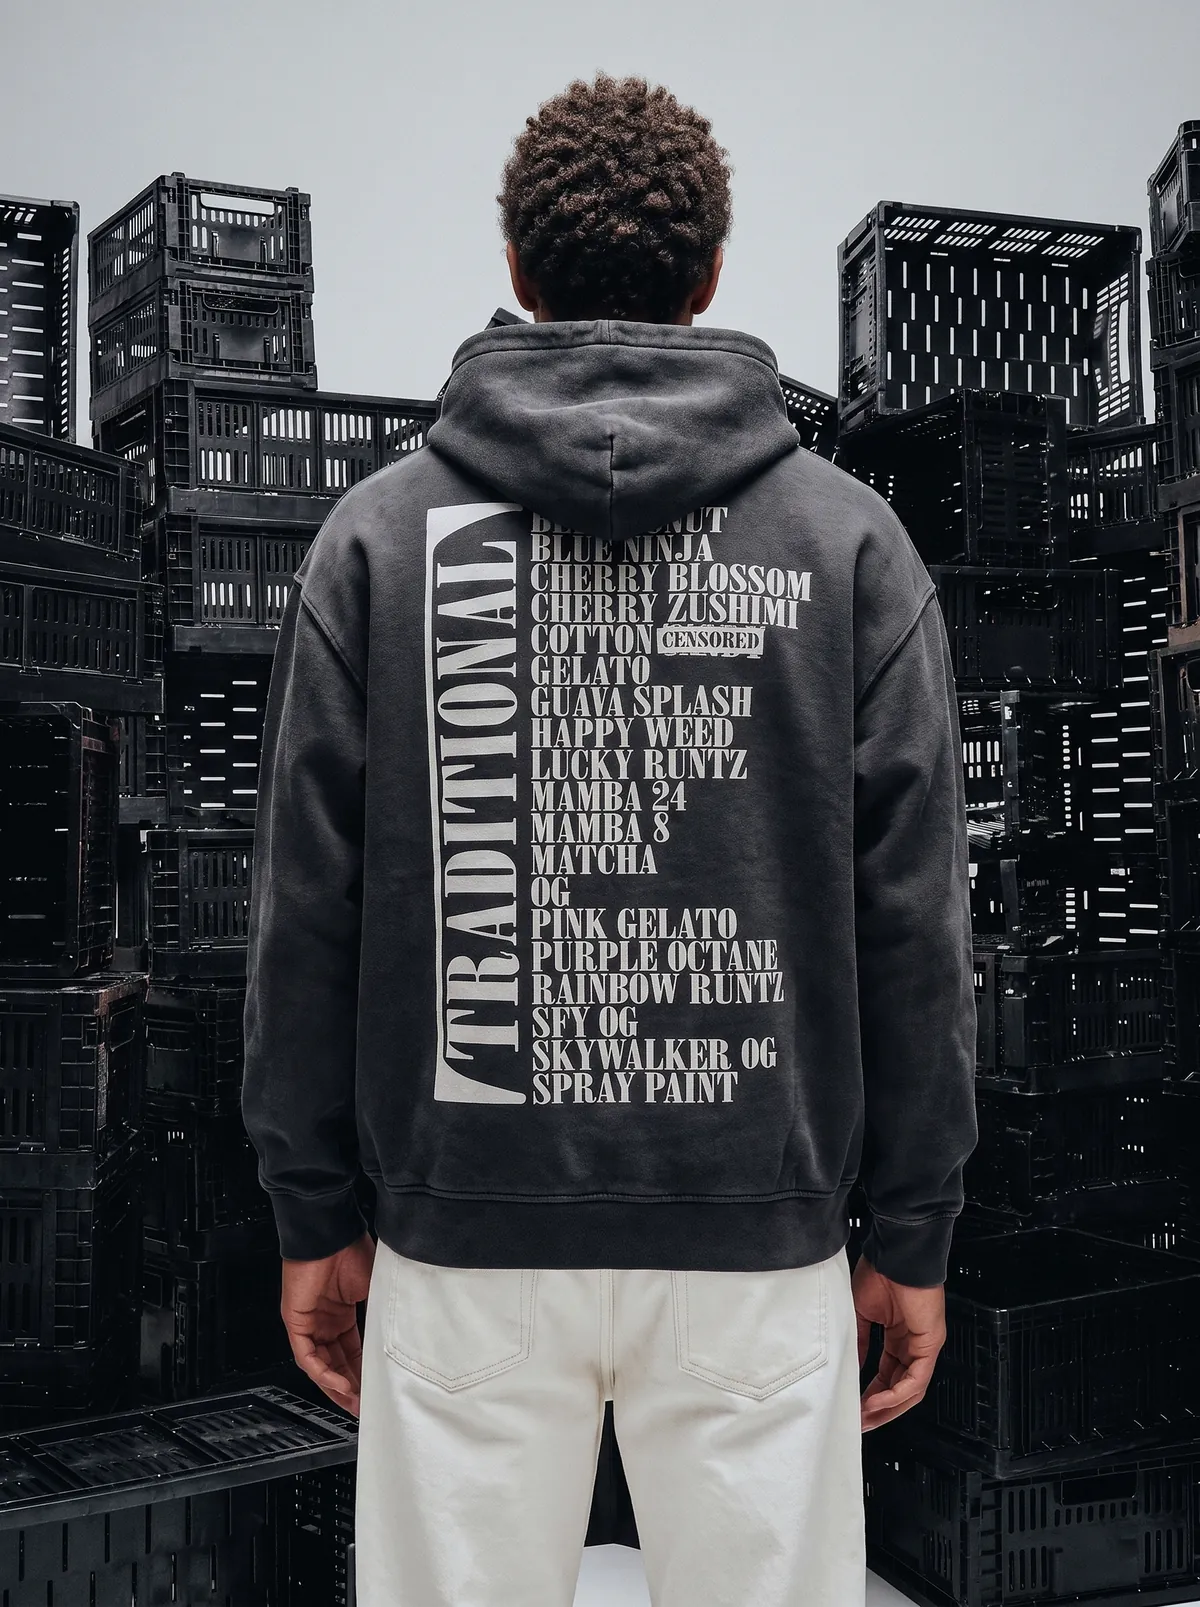 TRADITIONAL
BLUE NINJA
CHERRY BLOSSOM
CHERRY ZUSHIMI
COTTON CENSORED
GELATO
GUAVA SPLASH
HAPPY WEED
LUCKY RUNTZ
MAMBA 24
MAMBA 8
MATCHA
OG
PINK GELATO
PURPLE OCTANE
RAINBOW RUNTZ
SFY OG
SKYWALKER OG
SPRAY PAINT